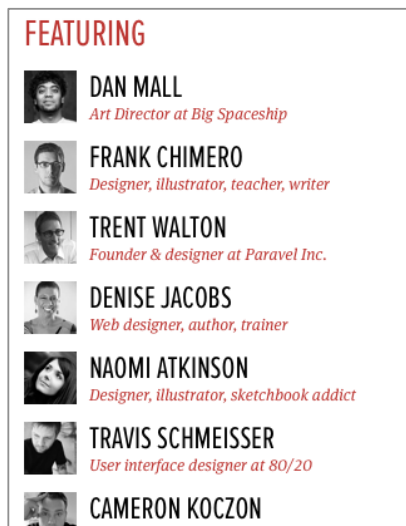 FEATURING
DAN MALL
Art Director at Big Spaceship
FRANK CHIMERO
Designer, illustrator, teacher, writer
TRENT WALTON
Founder & designer at Paravel Inc.
DENISE JACOBS
Web designer, author, trainer
NAOMI ATKINSON
Designer, illustrator, sketchbook addict
TRAVIS SCHMEISSER
User interface designer at 80/20
CAMERON KOCZON